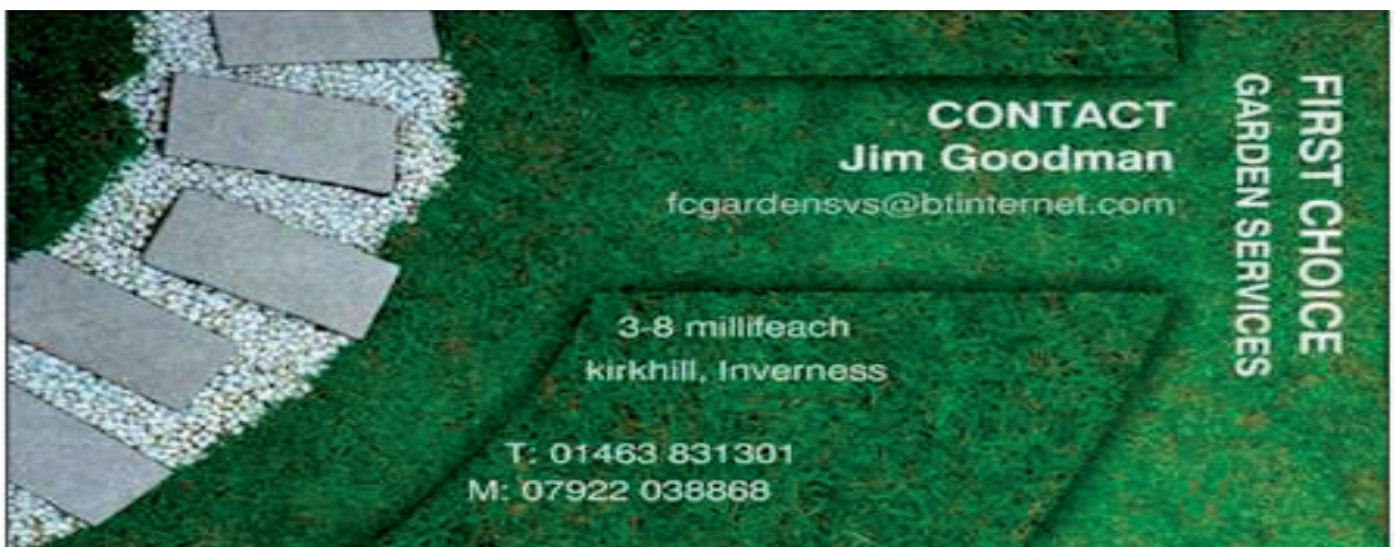 FIRST CHOICE
GARDEN SERVICES
CONTACT
Jim Goodman
fcgardensvs@btinternet.com
3-8 millifeach
kirkhill, Inverness
T: 01463 831301
M: 07922 038868